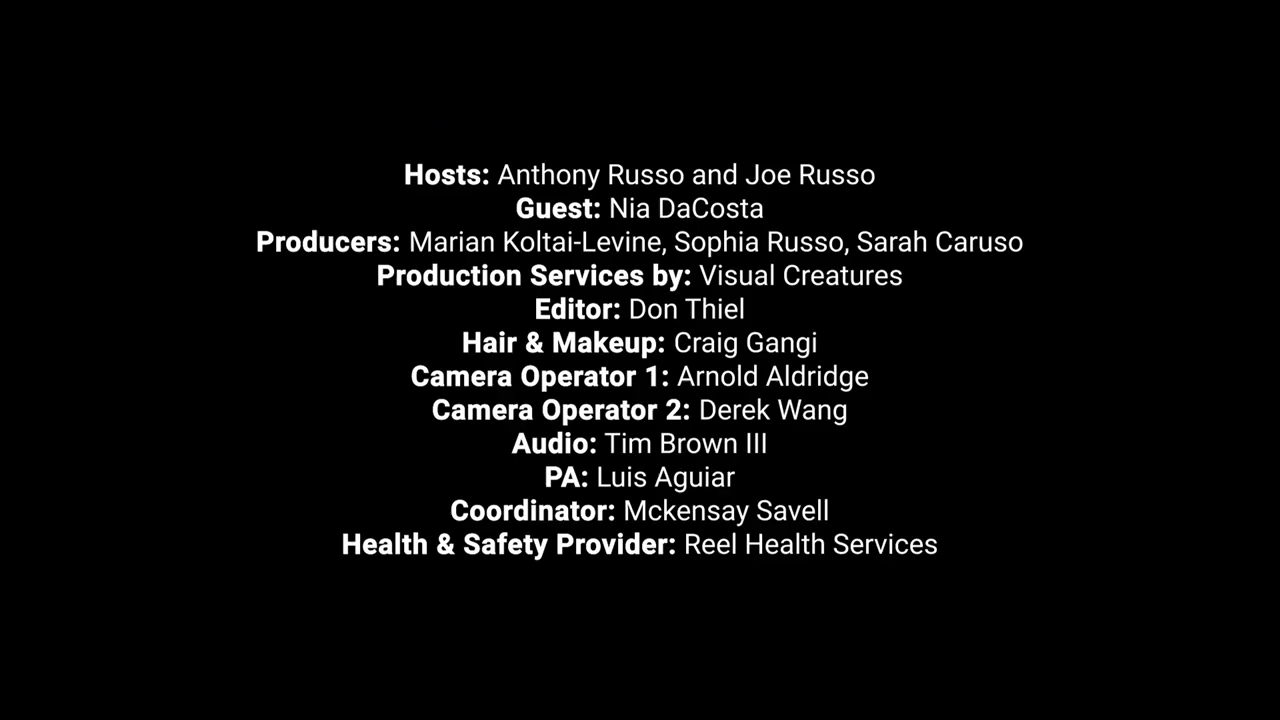 Hosts: Anthony Russo and Joe Russo
Guest: Nia DaCosta
Producers: Marian Koltai-Levine, Sophia Russo, Sarah Caruso
Production Services by: Visual Creatures
Editor: Don Thiel
Hair & Makeup: Craig Gangi
Camera Operator 1: Arnold Aldridge
Camera Operator 2: Derek Wang
Audio: Tim Brown III
PA: Luis Aguiar
Coordinator: Mckensay Savell
Health & Safety Provider: Reel Health Services